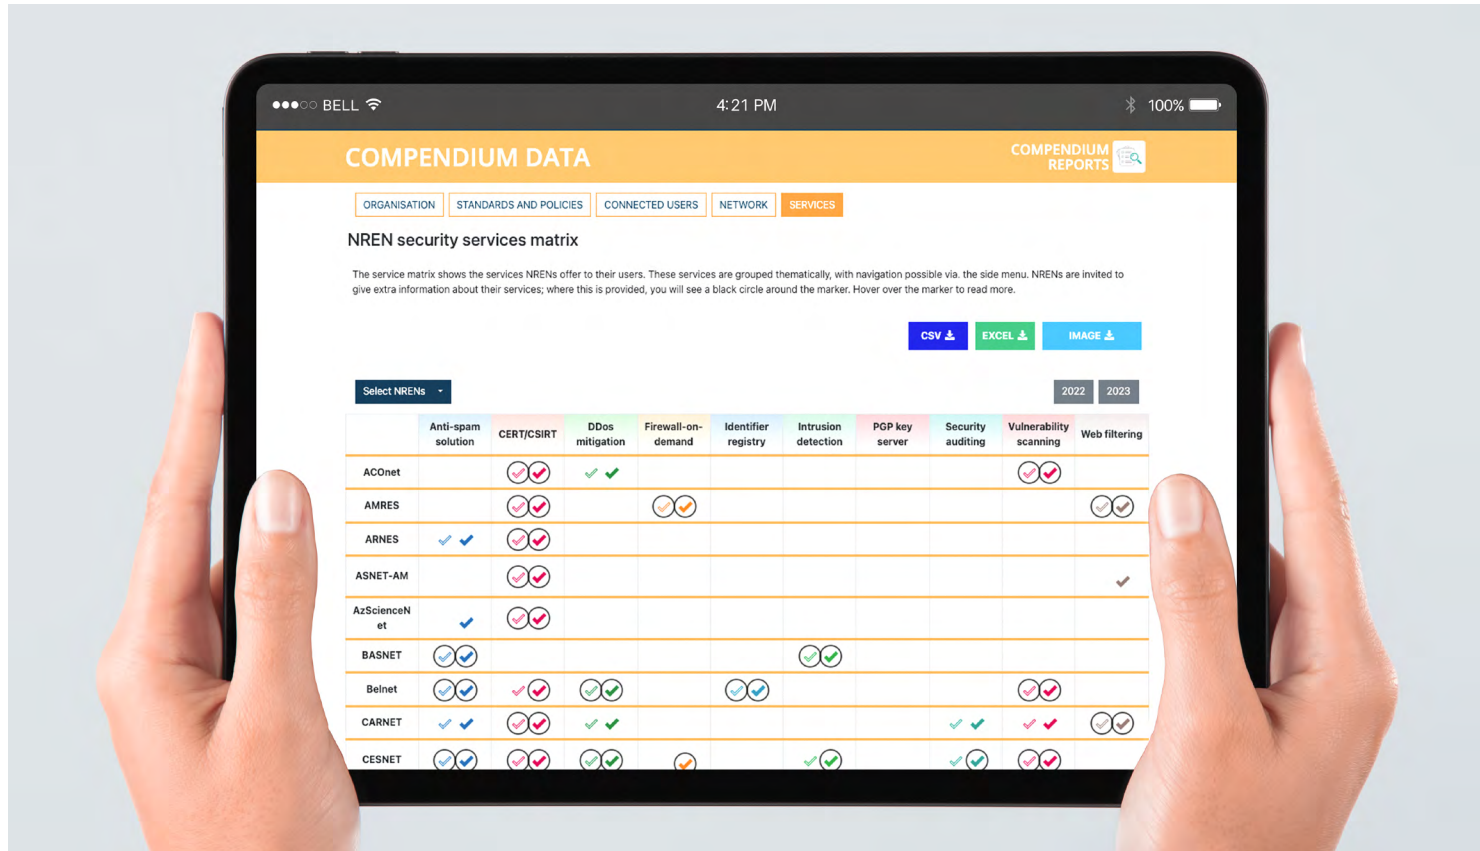 BELL
4:21 PM
100%
COMPENDIUM DATA
COMPENDIUM
REPORTS
ORGANISATION
STANDARDS AND POLICIES
CONNECTED USERS
NETWORK
SERVICES
NREN security services matrix
The service matrix shows the services NRENs offer to their users. These services are grouped thematically, with navigation possible via. the side menu. NRENs are invited to
give extra information about their services; where this is provided, you will see a black circle around the marker. Hover over the marker to read more.
CSV
EXCEL
IMAGE
Select NRENs
2022
2023
Anti-spam
solution
CERT/CSIRT
DDos
mitigation
Firewall-on-
demand
Identifier
registry
Intrusion
detection
PGP key
server
Security
auditing
Vulnerability
scanning
Web filtering
ACOnet
AMRES
ARNES
ASNET-AM
AzScienceN
et
BASNET
Belnet
CARNET
CESNET